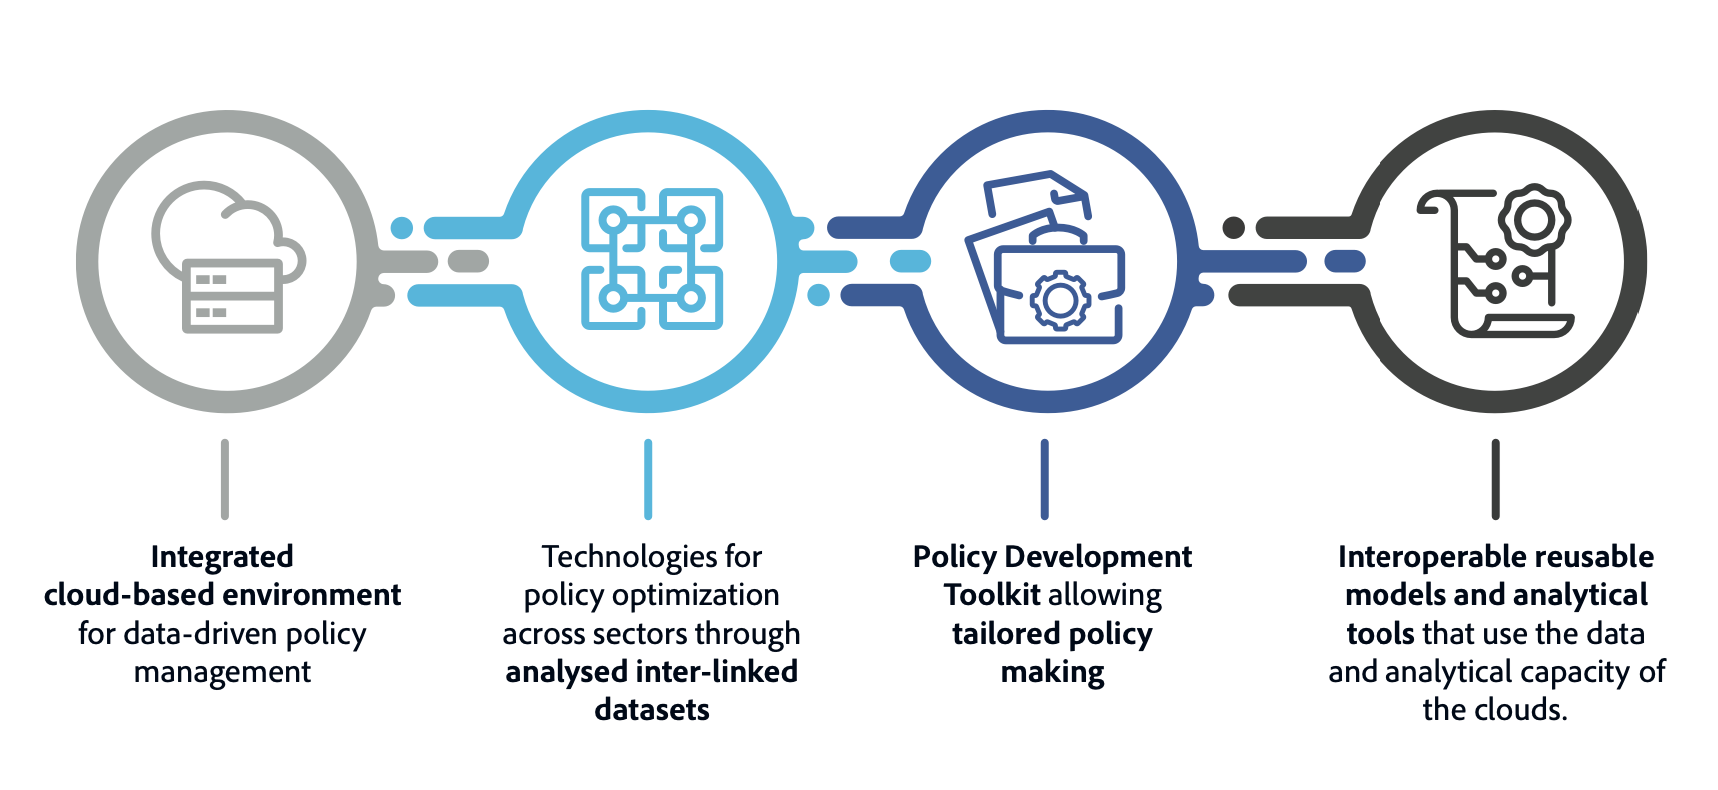 Integrated
cloud-based environment
for data-driven policy
management
Technologies for
policy optimization
across sectors through
analysed inter-linked
datasets
Policy Development
Toolkit allowing
tailored policy
making
Interoperable reusable
models and analytical
tools that use the data
and analytical capacity of
the clouds.